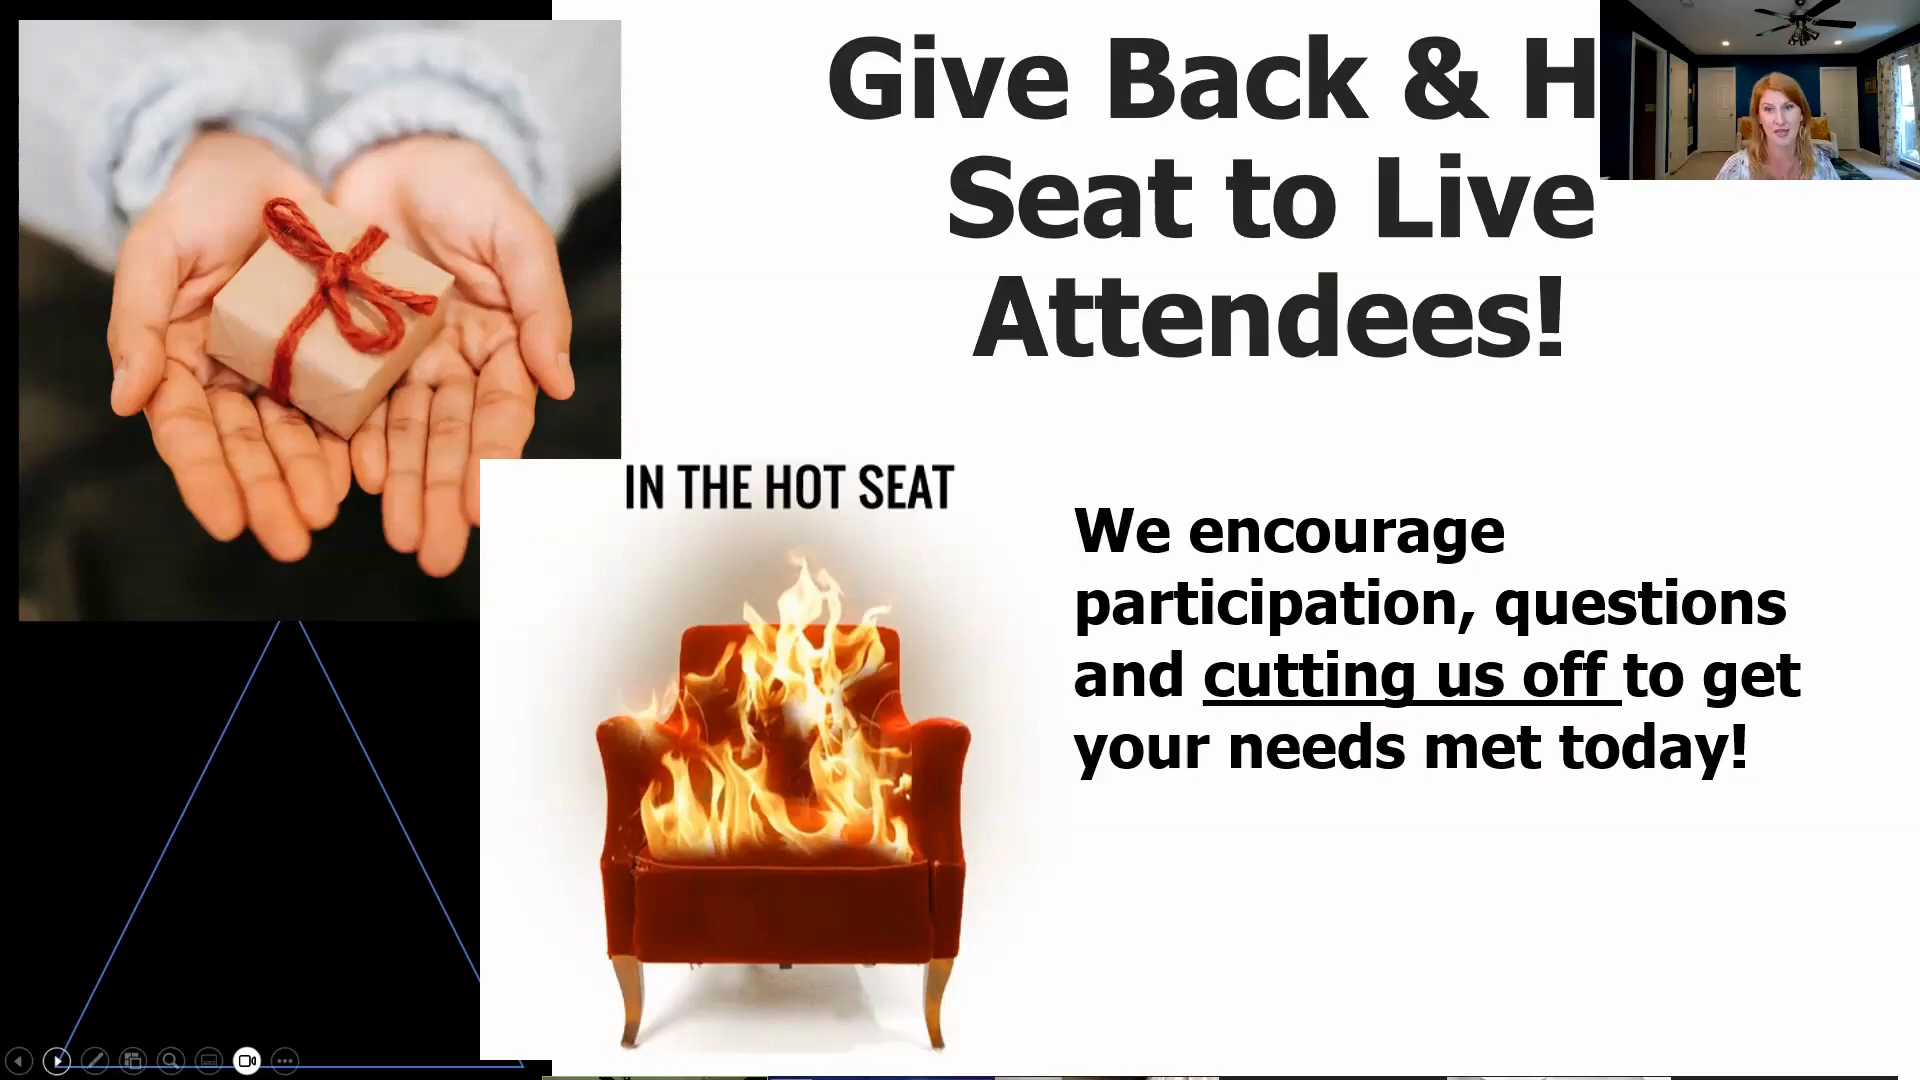 Give Back & H
Seat to Live
Attendees!
IN THE HOT SEAT
We encourage
participation, questions
and cutting us off to get
your needs met today!